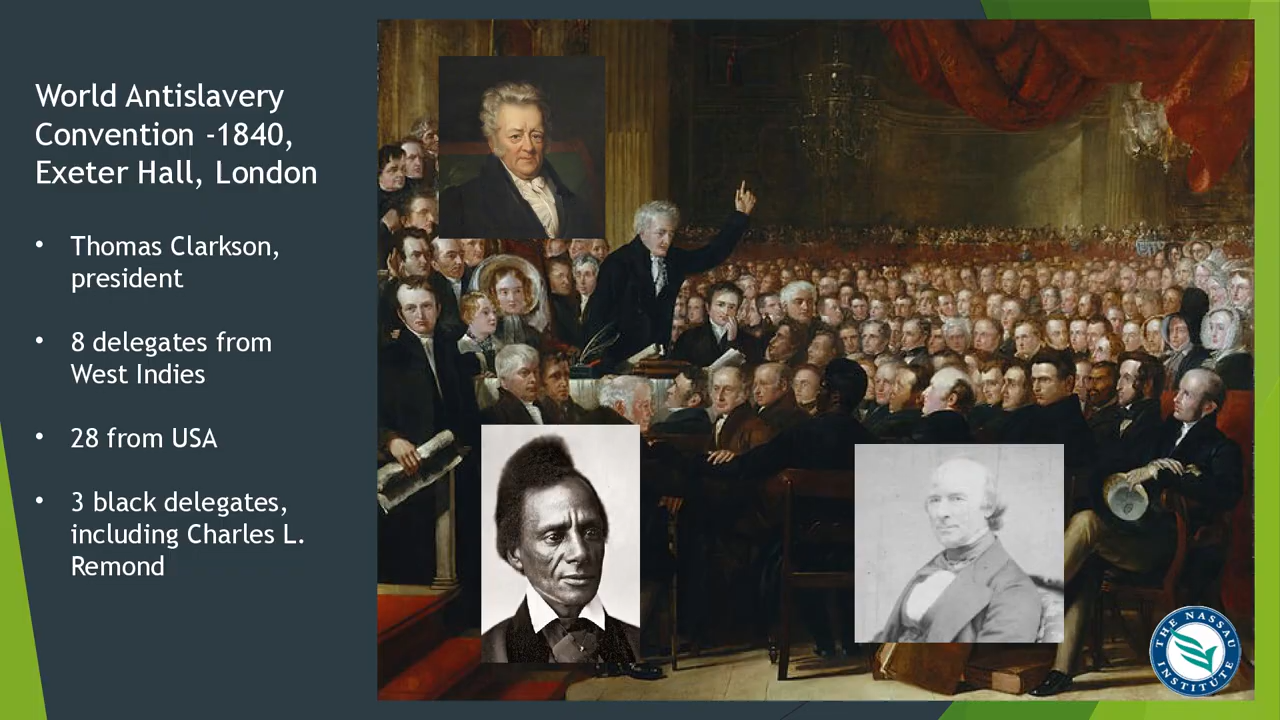 World Antislavery
Convention -1840,
Exeter Hall, London
• Thomas Clarkson,
president
• 8 delegates from
West Indies
• 28 from USA
• 3 black delegates,
including Charles L.
Remond
THE NASSAU
INSTITUTE